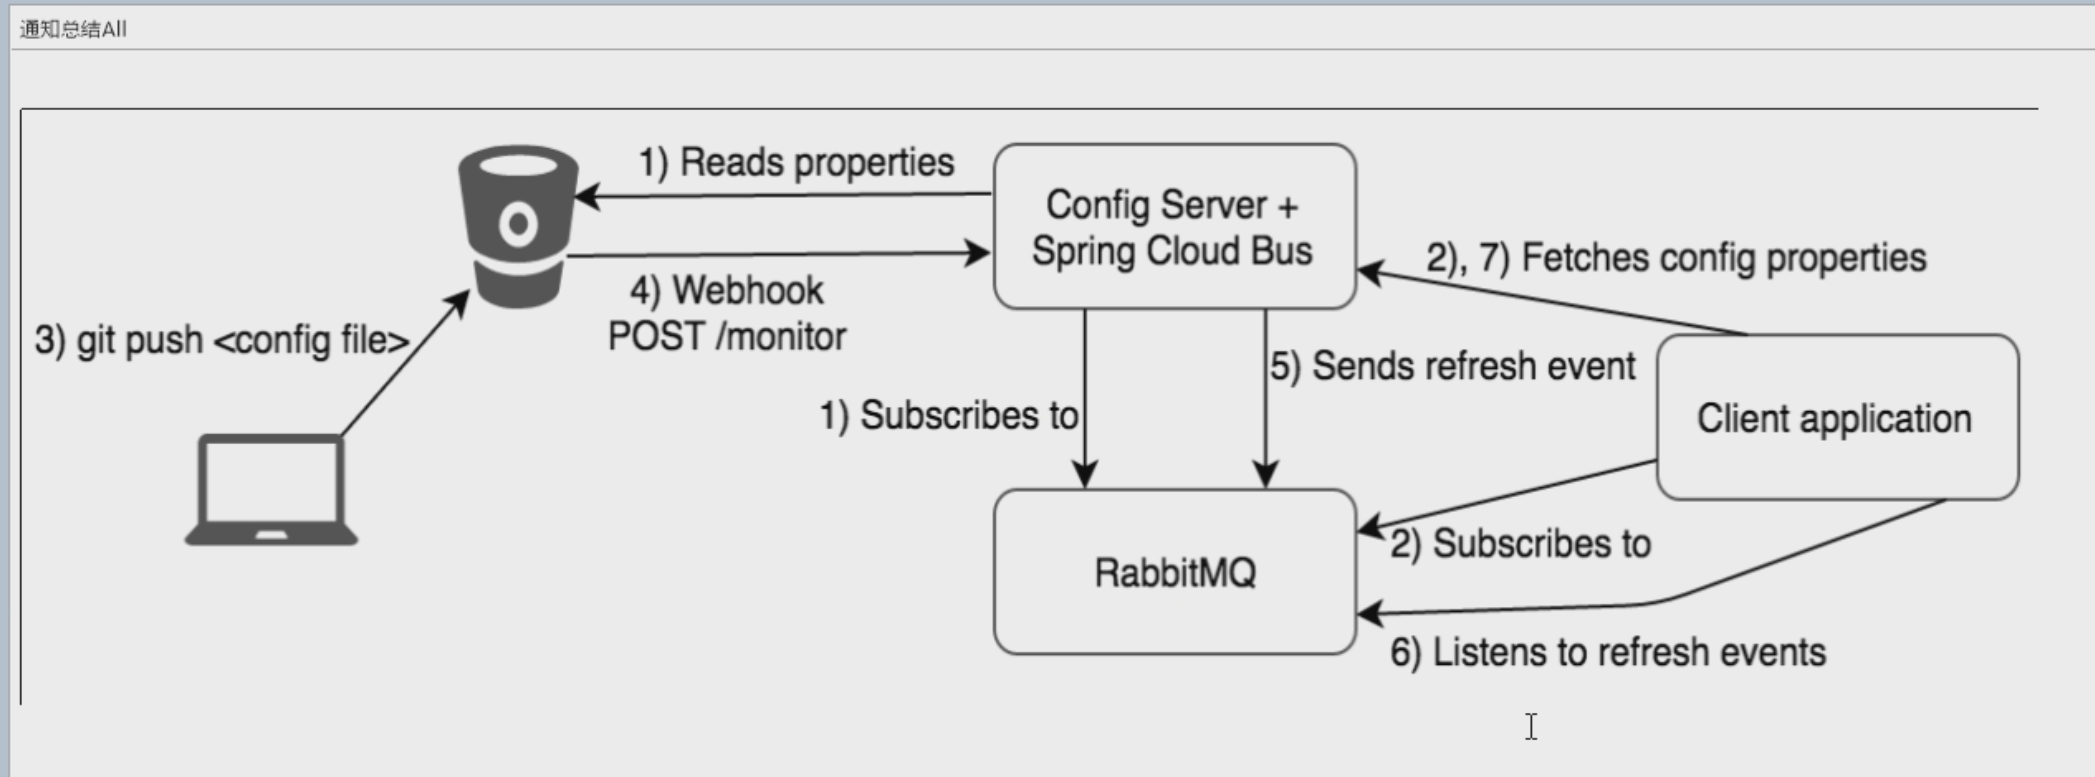 通知总结All
1) Reads properties
Config Server +
Spring Cloud Bus
2), 7) Fetches config properties
4) Webhook
POST /monitor
3) git push <config file>
5) Sends refresh event
1) Subscribes to
Client application
2) Subscribes to
RabbitMQ
6) Listens to refresh events